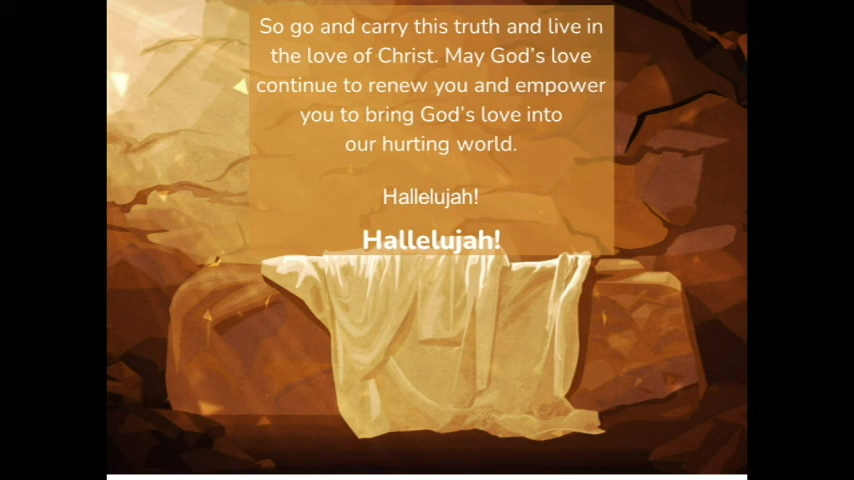 So go and carry this truth and live in
the love of Christ. May God’s love
continue to renew you and empower
you to bring God’s love into
our hurting world.
Hallelujah!
Hallelujah!